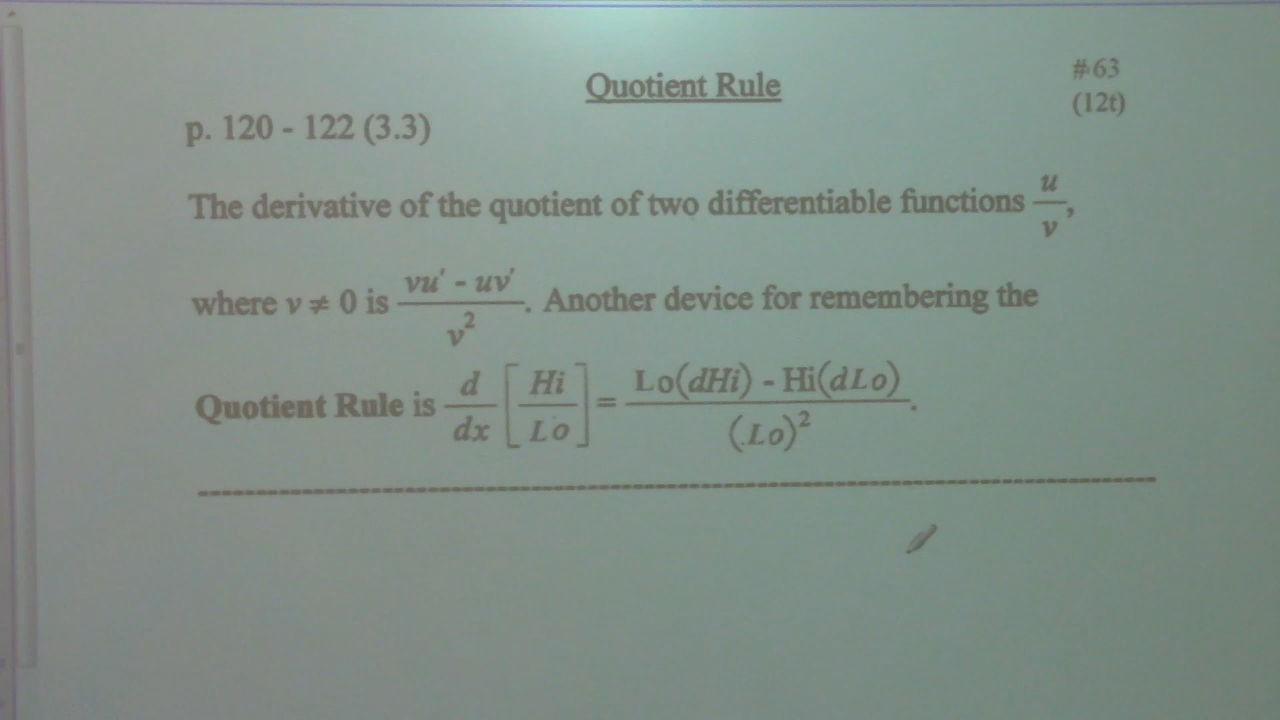 Quotient Rule
#63
(12t)
p. 120 - 122 (3.3)
The derivative of the quotient of two differentiable functions u/v,
where v ≠ 0 is (vu' - uv')/v². Another device for remembering the
Quotient Rule is d/dx [Hi/Lo] = (Lo(dHi) - Hi(dLo))/(Lo)².